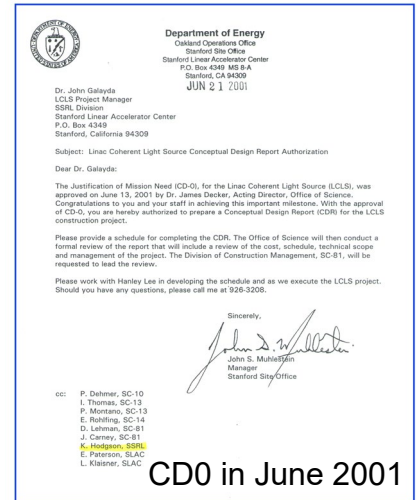 Department of Energy
Oakland Operations Office
Stanford Site Office
Stanford Linear Accelerator Center
P.O. Box 4349 MS 8-A
Stanford, CA 94309
JUN 21 2001
Dr. John Galayda
LCLS Project Manager
SSRL Division
Stanford Linear Accelerator Center
P.O. Box 4349
Stanford, California 94309
Subject: Linac Coherent Light Source Conceptual Design Report Authorization
Dear Dr. Galayda:
The Justification of Mission Need (CD-0), for the Linac Coherent Light Source (LCLS), was
approved on June 13, 2001 by Dr. James Decker, Acting Director, Office of Science.
Congratulations to you and your staff in achieving this important milestone. With the approval
of CD-0, you are hereby authorized to prepare a Conceptual Design Report (CDR) for the LCLS
construction project.
Please provide a schedule for completing the CDR. The Office of Science will then conduct a
formal review of the report that will include a review of the cost, schedule, technical scope
and management of the project. The Division of Construction Management, SC-81, will be
requested to lead the review.
Please work with Hanley Lee in developing the schedule and as we execute the LCLS project.
Should you have any questions, please call me at 926-3208.
Sincerely,
John S. Muhlestein
John S. Muhlestein
Manager
Stanford Site Office
cc: P. Dehmer, SC-10
I. Thomas, SC-13
P. Montano, SC-13
E. Rohlfing, SC-14
D. Lehman, SC-81
J. Carney, SC-81
K. Hodgson, SSRL
E. Paterson, SLAC
L. Klaisner, SLAC
CD0 in June 2001